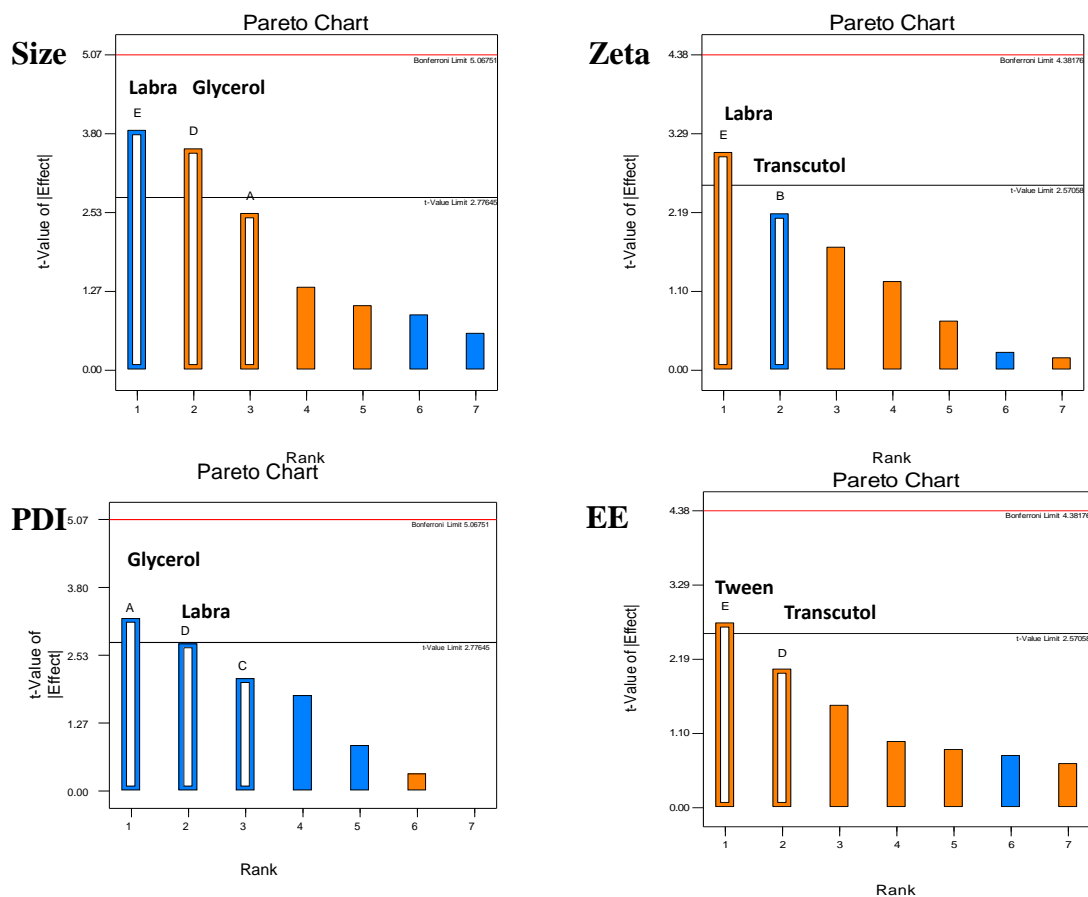 Pareto Chart
Size
5.07
Bonferroni Limit 5.06751
Labra Glycerol
E
3.80
D
A
t-Value Limit 2.77645
2.53
1.27
0.00
t-Value of |Effect|
1 2 3 4 5 6 7
Rank
Pareto Chart
Zeta
4.38
Bonferroni Limit 4.38176
Labra
E
3.29
Transcutol
t-Value Limit 2.57058
B
2.19
1.10
0.00
t-Value of |Effect|
1 2 3 4 5 6 7
Rank
Pareto Chart
PDI
5.07
Bonferroni Limit 5.06751
Glycerol
3.80
A
Labra
D
t-Value Limit 2.77645
2.53
C
1.27
0.00
t-Value of
|Effect|
1 2 3 4 5 6 7
Rank
Pareto Chart
EE
4.38
Bonferroni Limit 4.38176
Tween
3.29
E
Transcutol
t-Value Limit 2.57058
D
2.19
1.10
0.00
t-Value of |Effect|
1 2 3 4 5 6 7
Rank